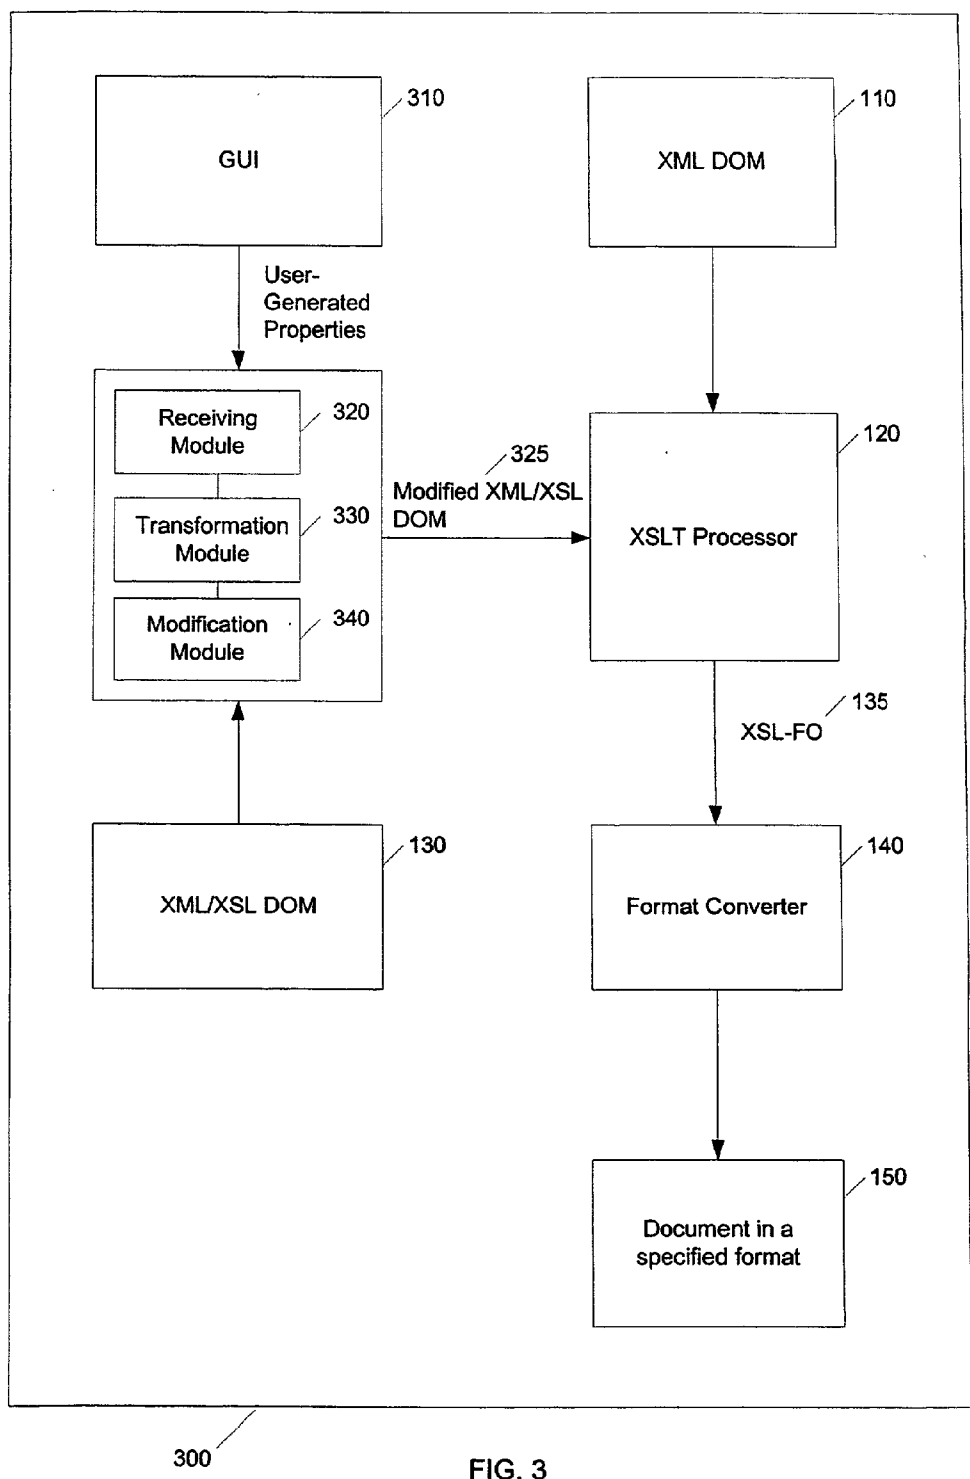 310
GUI
110
XML DOM
User-
Generated
Properties
Receiving
Module
320
Transformation
Module
330
Modification
Module
340
325
Modified XML/XSL
DOM
120
XSLT Processor
135
XSL-FO
130
XML/XSL DOM
140
Format Converter
150
Document in a
specified format
300
FIG. 3